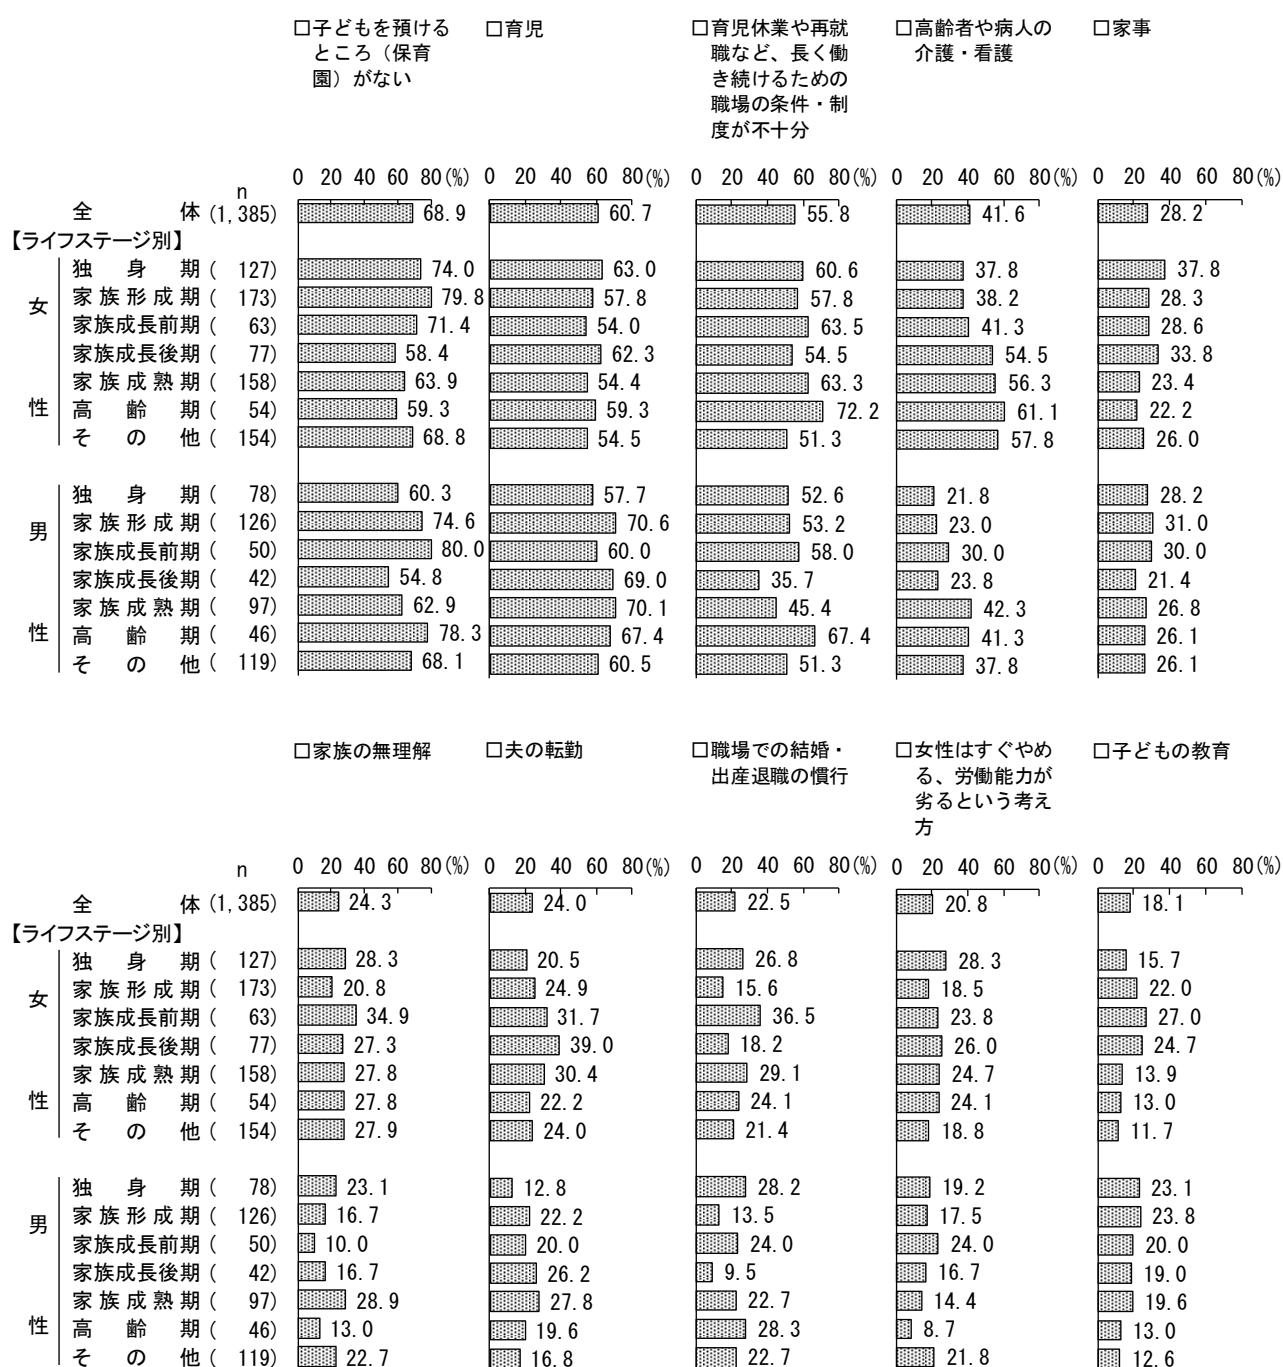 □子どもを預ける ところ（保育 園）がない
□育児
□育児休業や再就 職など、長く働 き続けるための 職場の条件・制 度が不十分
□高齢者や病人の 介護・看護
□家事
n 0 20 40 60 80(%) 0 20 40 60 80(%) 0 20 40 60 80(%) 0 20 40 60 80(%) 0 20 40 60 80(%)
全体 (1,385) 68.9 60.7 55.8 41.6 28.2
【ライフステージ別】
女性
独身期 ( 127) 74.0 63.0 60.6 37.8 37.8
家族形成期 ( 173) 79.8 57.8 57.8 38.2 28.3
家族成長前期 ( 63) 71.4 54.0 63.5 41.3 28.6
家族成長後期 ( 77) 58.4 62.3 54.5 54.5 33.8
家族成熟期 ( 158) 63.9 54.4 63.3 56.3 23.4
高齢期 ( 54) 59.3 59.3 72.2 61.1 22.2
その他 ( 154) 68.8 54.5 51.3 57.8 26.0
男性
独身期 ( 78) 60.3 57.7 52.6 21.8 28.2
家族形成期 ( 126) 74.6 70.6 53.2 23.0 31.0
家族成長前期 ( 50) 80.0 60.0 58.0 30.0 30.0
家族成長後期 ( 42) 54.8 69.0 35.7 23.8 21.4
家族成熟期 ( 97) 62.9 70.1 45.4 42.3 26.8
高齢期 ( 46) 78.3 67.4 67.4 41.3 26.1
その他 ( 119) 68.1 60.5 51.3 37.8 26.1
□家族の無理解
□夫の転勤
□職場での結婚・ 出産退職の慣行
□女性はすぐやめ る、労働能力が 劣るという考え 方
□子どもの教育
n 0 20 40 60 80(%) 0 20 40 60 80(%) 0 20 40 60 80(%) 0 20 40 60 80(%) 0 20 40 60 80(%)
全体 (1,385) 24.3 24.0 22.5 20.8 18.1
【ライフステージ別】
女性
独身期 ( 127) 28.3 20.5 26.8 28.3 15.7
家族形成期 ( 173) 20.8 24.9 15.6 18.5 22.0
家族成長前期 ( 63) 34.9 31.7 36.5 23.8 27.0
家族成長後期 ( 77) 27.3 39.0 18.2 26.0 24.7
家族成熟期 ( 158) 27.8 30.4 29.1 24.7 13.9
高齢期 ( 54) 27.8 22.2 24.1 24.1 13.0
その他 ( 154) 27.9 24.0 21.4 18.8 11.7
男性
独身期 ( 78) 23.1 12.8 28.2 19.2 23.1
家族形成期 ( 126) 16.7 22.2 13.5 17.5 23.8
家族成長前期 ( 50) 10.0 20.0 24.0 24.0 20.0
家族成長後期 ( 42) 16.7 26.2 9.5 16.7 19.0
家族成熟期 ( 97) 28.9 27.8 22.7 14.4 19.6
高齢期 ( 46) 13.0 19.6 28.3 8.7 13.0
その他 ( 119) 22.7 16.8 22.7 21.8 12.6